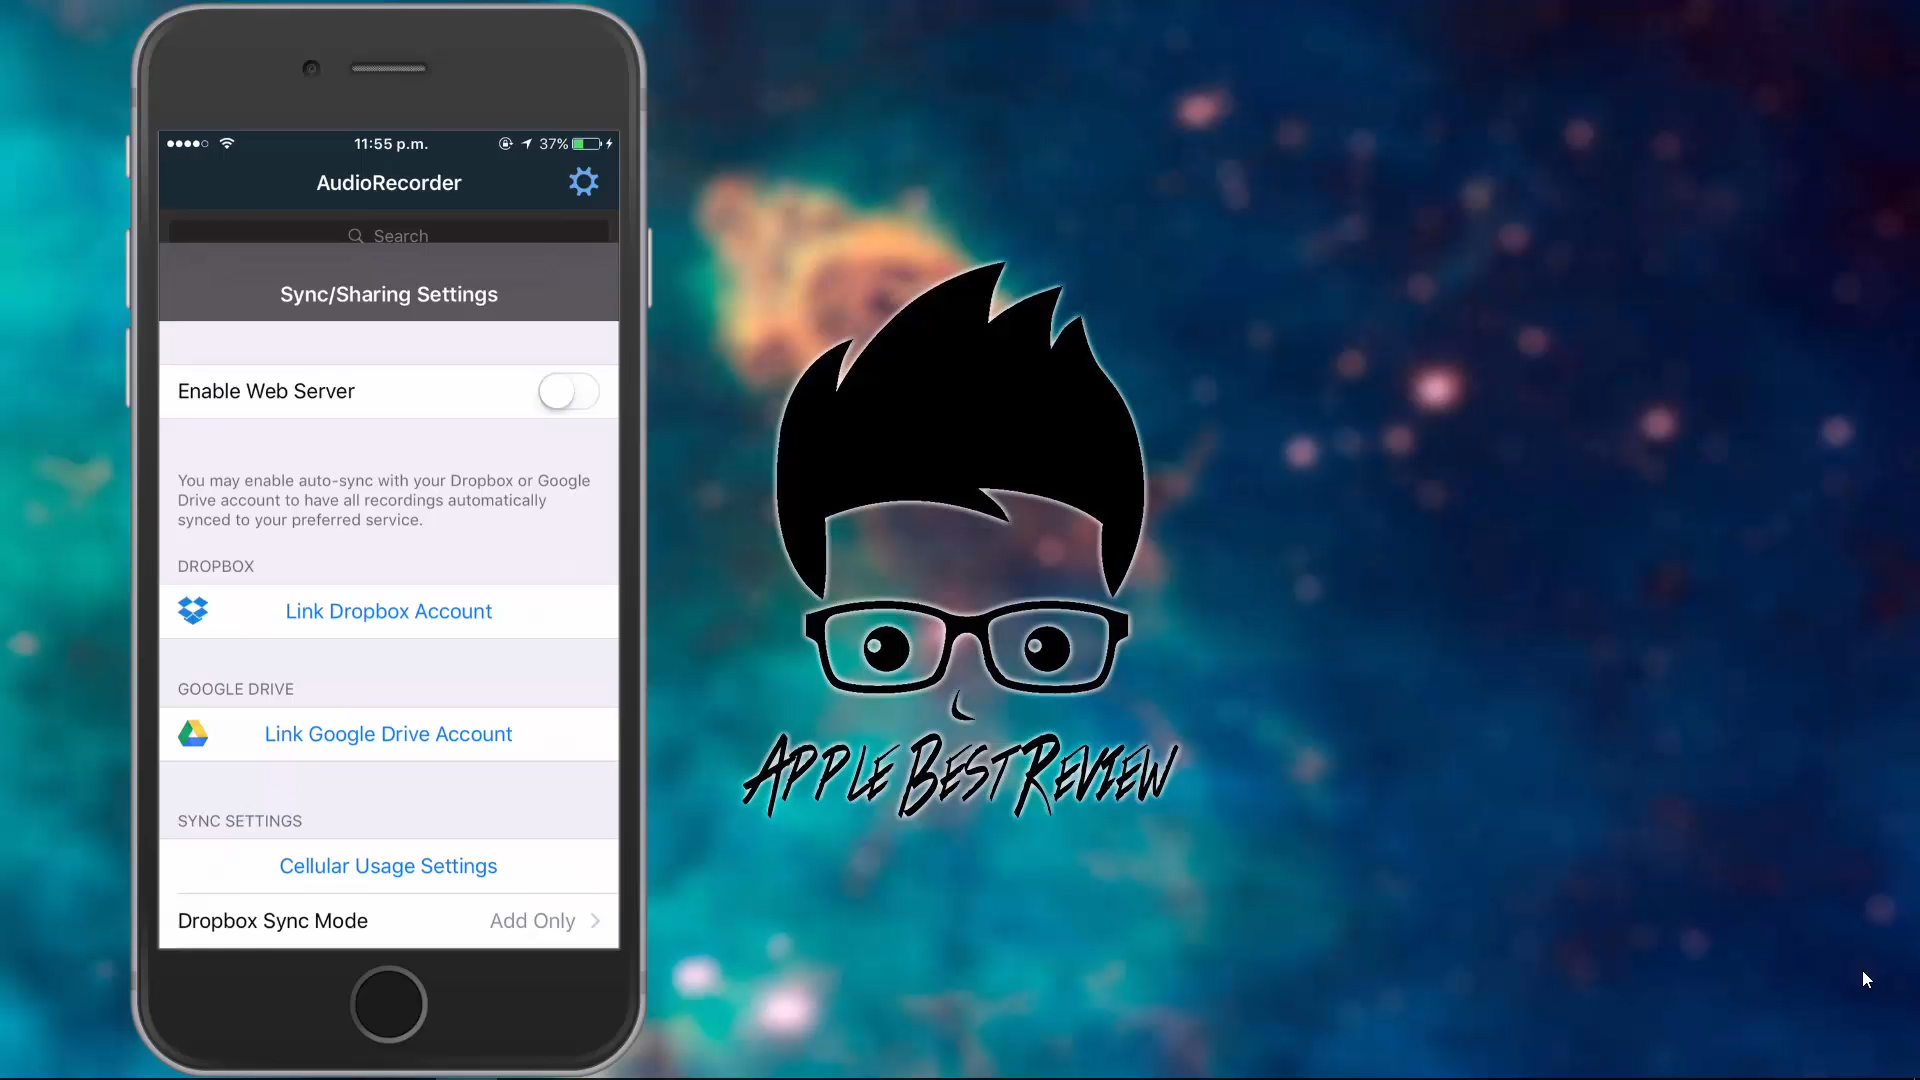 11:55 p.m.
37%
AudioRecorder
Search
Sync/Sharing Settings
Enable Web Server
You may enable auto-sync with your Dropbox or Google
Drive account to have all recordings automatically
synced to your preferred service.
DROPBOX
Link Dropbox Account
GOOGLE DRIVE
Link Google Drive Account
SYNC SETTINGS
Cellular Usage Settings
Dropbox Sync Mode
Add Only
APPLE BEST REVIEW